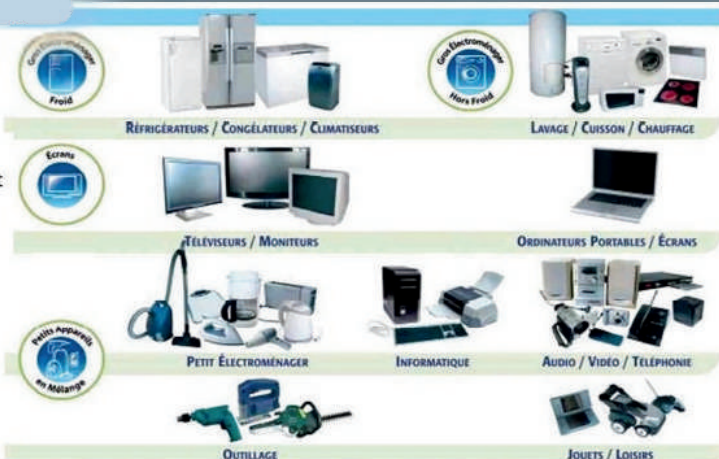 Gros Électroménager
Froid
Gros Électroménager
Hors Froid
RÉFRIGÉRATEURS / CONGÉLATEURS / CLIMATISEURS
LAVAGE / CUISSON / CHAUFFAGE
Écrans
TÉLÉVISEURS / MONITEURS
ORDINATEURS PORTABLES / ÉCRANS
Petits Appareils
en Mélange
PETIT ÉLECTROMÉNAGER
INFORMATIQUE
AUDIO / VIDÉO / TÉLÉPHONIE
OUTILLAGE
JOUETS / LOISIRS